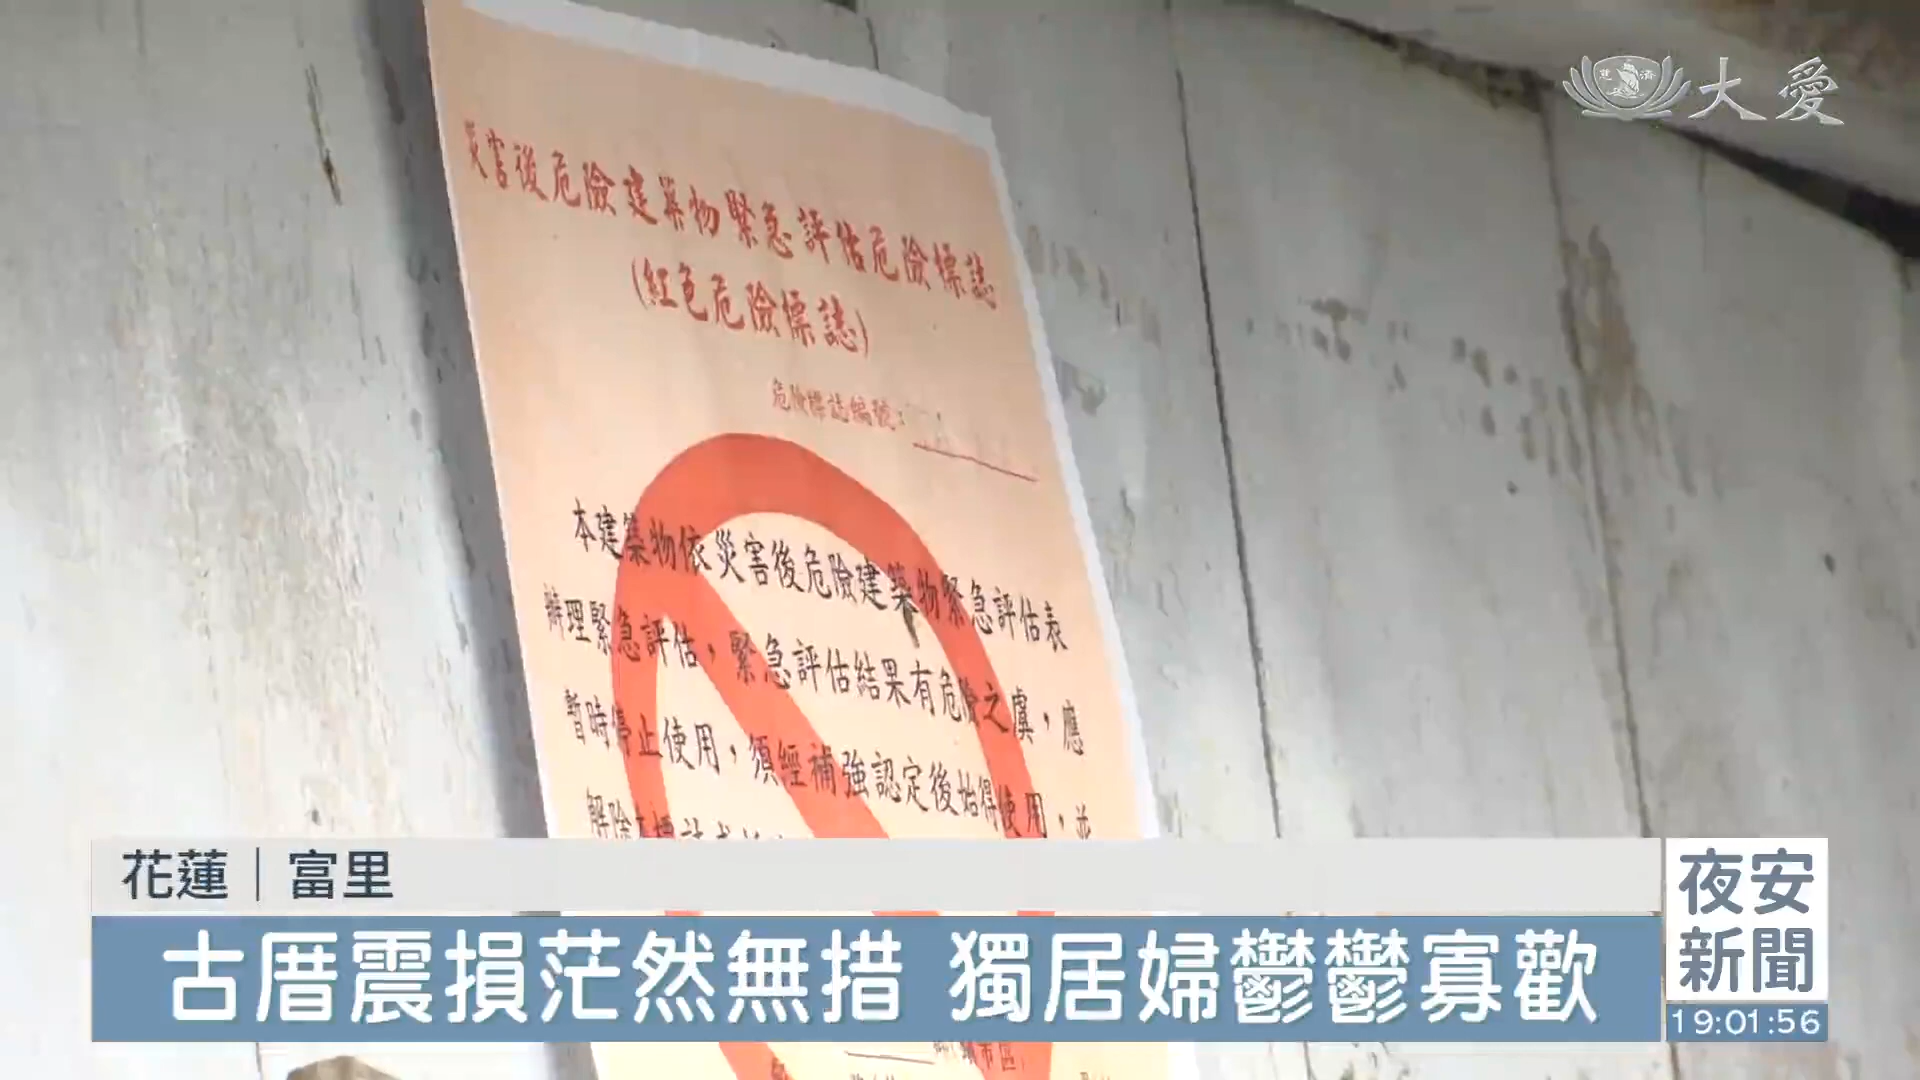 慈濟
大愛
災害後危險建築物緊急評估危險標誌
(紅色危險標誌)
危險標誌編號：
本建築物依災害後危險建築物緊急評估表
辦理緊急評估，緊急評估結果有危險之虞，應
暫時停止使用，須經補強認定後始得使用，並
解除
花蓮｜富里
古厝震損茫然無措 獨居婦鬱鬱寡歡
夜安
新聞
19:01:56